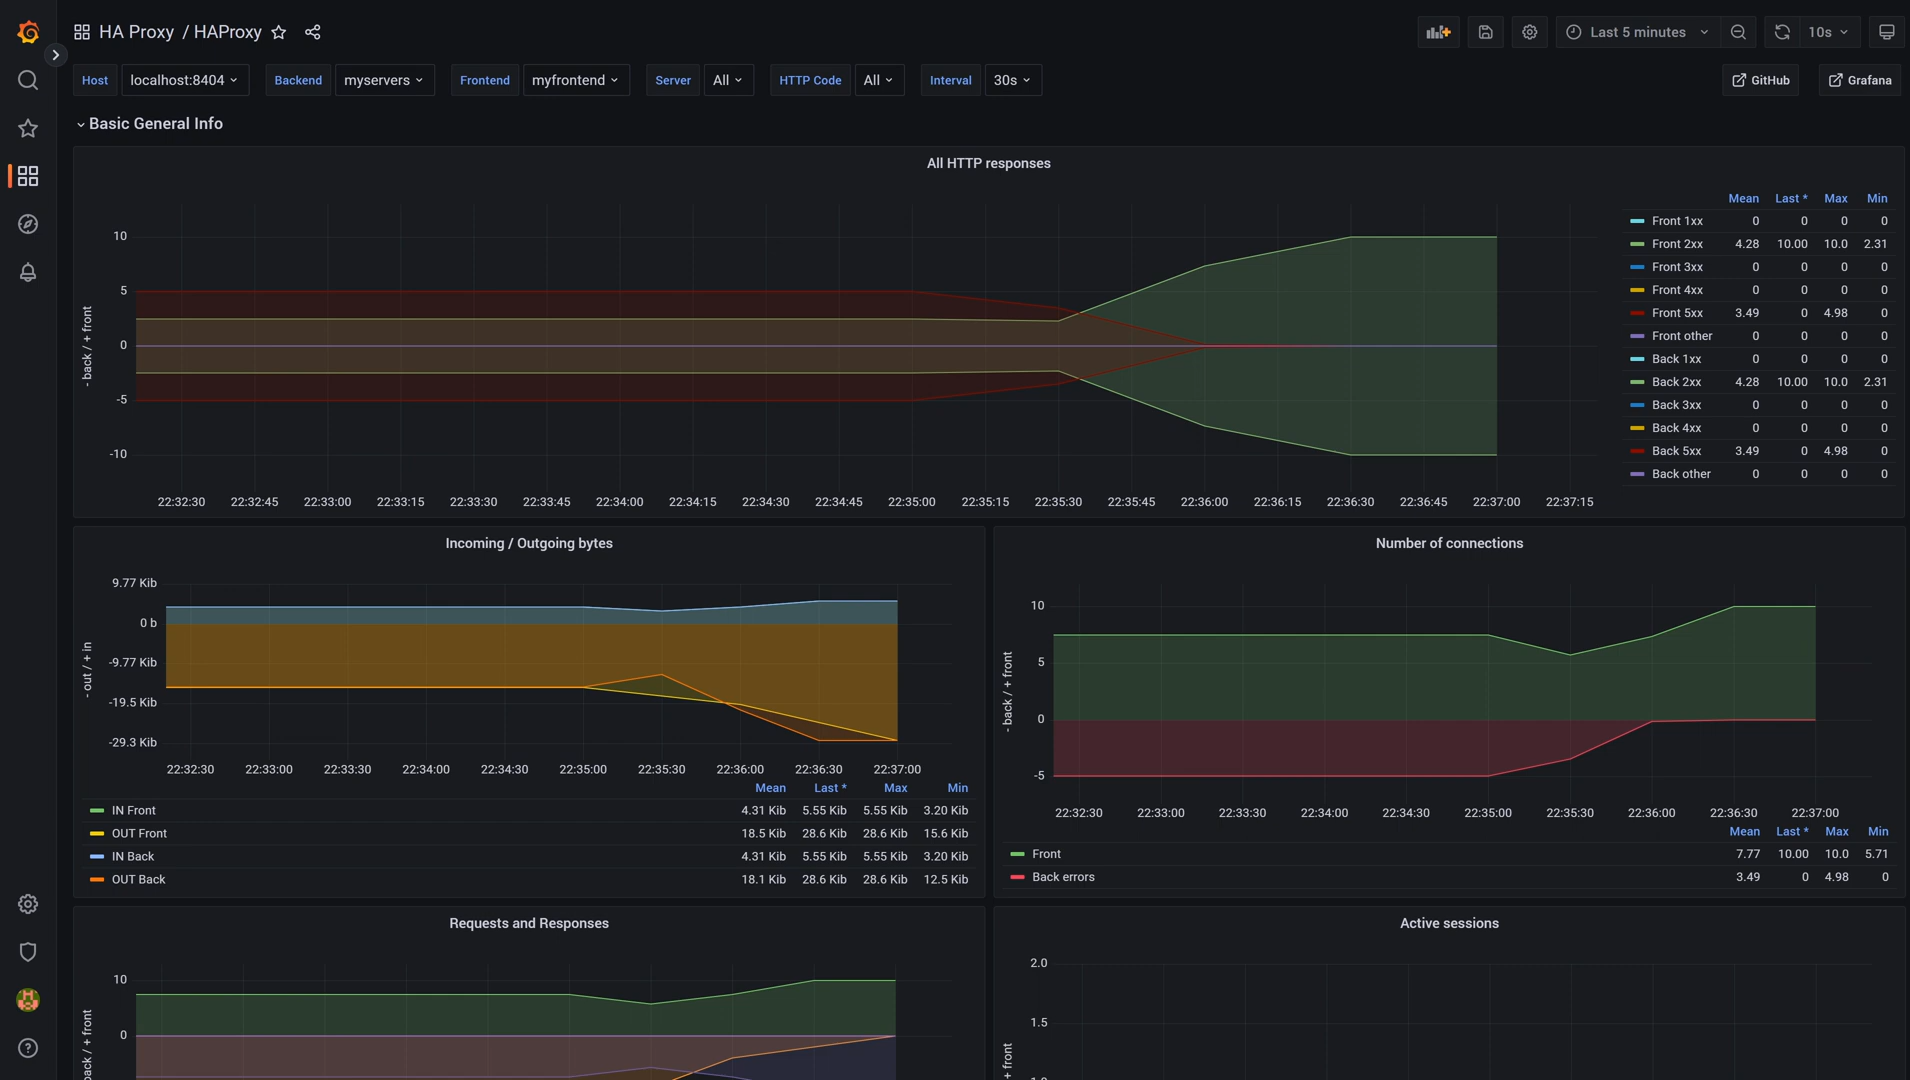 HA Proxy / HAProxy
Last 5 minutes
10s
Host localhost:8404
Backend myservers
Frontend myfrontend
Server All
HTTP Code All
Interval 30s
GitHub
Grafana
Basic General Info
All HTTP responses
- back / + front
10
5
0
-5
-10
22:32:30 22:32:45 22:33:00 22:33:15 22:33:30 22:33:45 22:34:00 22:34:15 22:34:30 22:34:45 22:35:00 22:35:15 22:35:30 22:35:45 22:36:00 22:36:15 22:36:30 22:36:45 22:37:00 22:37:15
Mean Last * Max Min
Front 1xx 0 0 0 0
Front 2xx 4.28 10.00 10.0 2.31
Front 3xx 0 0 0 0
Front 4xx 0 0 0 0
Front 5xx 3.49 0 4.98 0
Front other 0 0 0 0
Back 1xx 0 0 0 0
Back 2xx 4.28 10.00 10.0 2.31
Back 3xx 0 0 0 0
Back 4xx 0 0 0 0
Back 5xx 3.49 0 4.98 0
Back other 0 0 0 0
Incoming / Outgoing bytes
- out / + in
9.77 Kib
0 b
-9.77 Kib
-19.5 Kib
-29.3 Kib
22:32:30 22:33:00 22:33:30 22:34:00 22:34:30 22:35:00 22:35:30 22:36:00 22:36:30 22:37:00
Mean Last * Max Min
IN Front 4.31 Kib 5.55 Kib 5.55 Kib 3.20 Kib
OUT Front 18.5 Kib 28.6 Kib 28.6 Kib 15.6 Kib
IN Back 4.31 Kib 5.55 Kib 5.55 Kib 3.20 Kib
OUT Back 18.1 Kib 28.6 Kib 28.6 Kib 12.5 Kib
Number of connections
- back / + front
10
5
0
-5
22:32:30 22:33:00 22:33:30 22:34:00 22:34:30 22:35:00 22:35:30 22:36:00 22:36:30 22:37:00
Mean Last * Max Min
Front 7.77 10.00 10.0 5.71
Back errors 3.49 0 4.98 0
Requests and Responses
back / + front
10
0
Active sessions
+ front
2.0
1.5